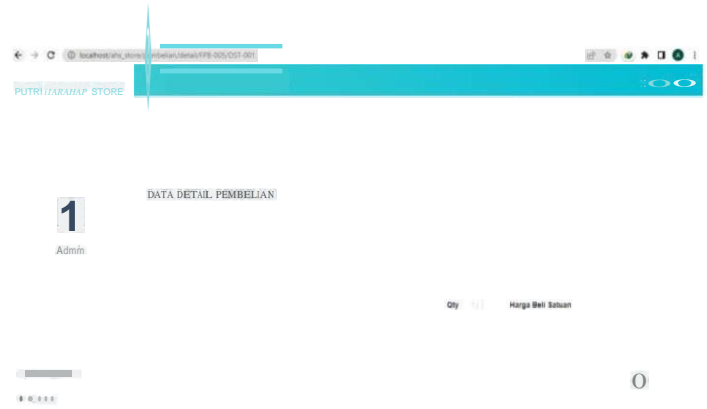 localhost/ahs_store/pembelian/detail/FPB-005/DST-001
PUTRI HARAHAP STORE
DATA DETAIL PEMBELIAN
1
Admin
Qty
Harga Beli Satuan
O